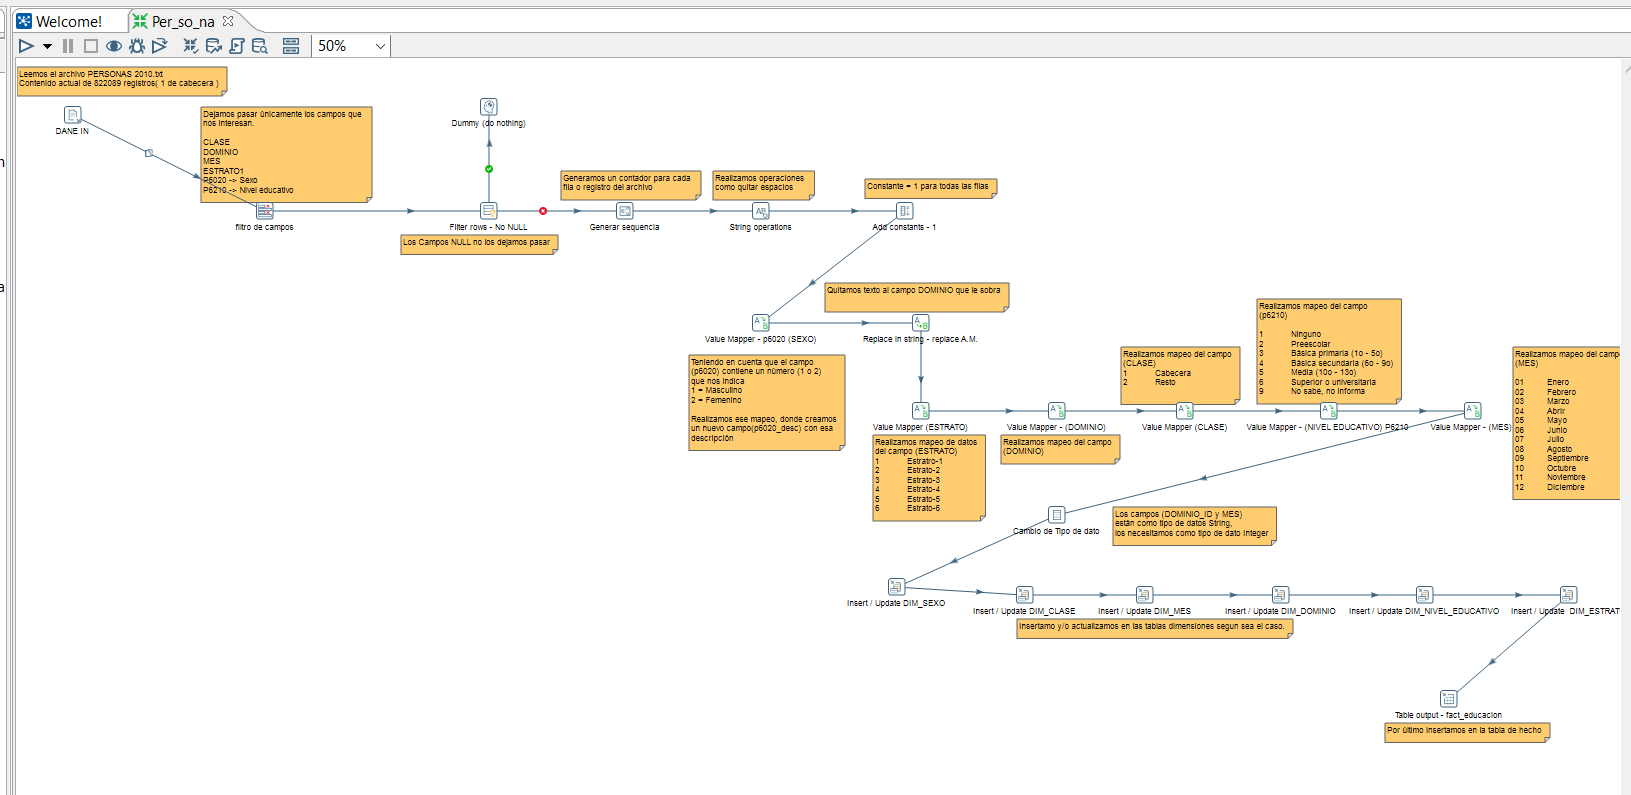 Welcome!
Per_so_na
50%
Leemos el archivo PERSONAS 2010.txt
Contenido actual de 822089 registros( 1 de cabecera )
DANE IN
Dejamos pasar únicamente los campos que
nos interesan.
CLASE
DOMINIO
MES
ESTRATO1
P6020 -> Sexo
P6210 -> Nivel educativo
filtro de campos
Dummy (do nothing)
Filter rows - No NULL
Los Campos NULL no los dejamos pasar
Generamos un contador para cada
fila o registro del archivo
Generar sequencia
Realizamos operaciones
como quitar espacios
String operations
Constante = 1 para todas las filas
Add constants - 1
Quitamos texto al campo DOMINIO que le sobra
Value Mapper - p6020 (SEXO)
Replace in string - replace A.M.
Teniendo en cuenta que el campo
(p6020) contiene un número (1 o 2)
que nos indica
1 = Masculino
2 = Femenino
Realizamos ese mapeo, donde creamos
un nuevo campo(p6020_desc) con esa
descripción
Value Mapper (ESTRATO)
Realizamos mapeo de datos
del campo (ESTRATO)
1 Estratro-1
2 Estrato-2
3 Estrato-3
4 Estrato-4
5 Estrato-5
6 Estrato-6
Value Mapper - (DOMINIO)
Realizamos mapeo del campo
(DOMINIO)
Realizamos mapeo del campo
(CLASE)
1 Cabecera
2 Resto
Value Mapper (CLASE)
Realizamos mapeo del campo
(p6210)
1 Ninguno
2 Preescolar
3 Básica primaria (1o - 5o)
4 Básica secundaria (6o - 9o)
5 Media (10o - 13o)
6 Superior o universitaria
9 No sabe, no informa
Value Mapper - (NIVEL EDUCATIVO) P6210
Value Mapper - (MES)
Realizamos mapeo del camp
(MES)
01 Enero
02 Febrero
03 Marzo
04 Abrir
05 Mayo
06 Junio
07 Julio
08 Agosto
09 Septiembre
10 Octubre
11 Noviembre
12 Diciembre
Cambio de Tipo de dato
Los campos (DOMINIO_ID y MES)
están como tipo de datos String,
los necesitamos como tipo de dato Integer
Insert / Update DIM_SEXO
Insert / Update DIM_CLASE
Insert / Update DIM_MES
Insert / Update DIM_DOMINIO
Insert / Update DIM_NIVEL_EDUCATIVO
Insert / Update DIM_ESTRAT
Insertamo y/o actualizamos en las tablas dimensiones segun sea el caso.
Table output - fact_educacion
Por último insertamos en la tabla de hecho